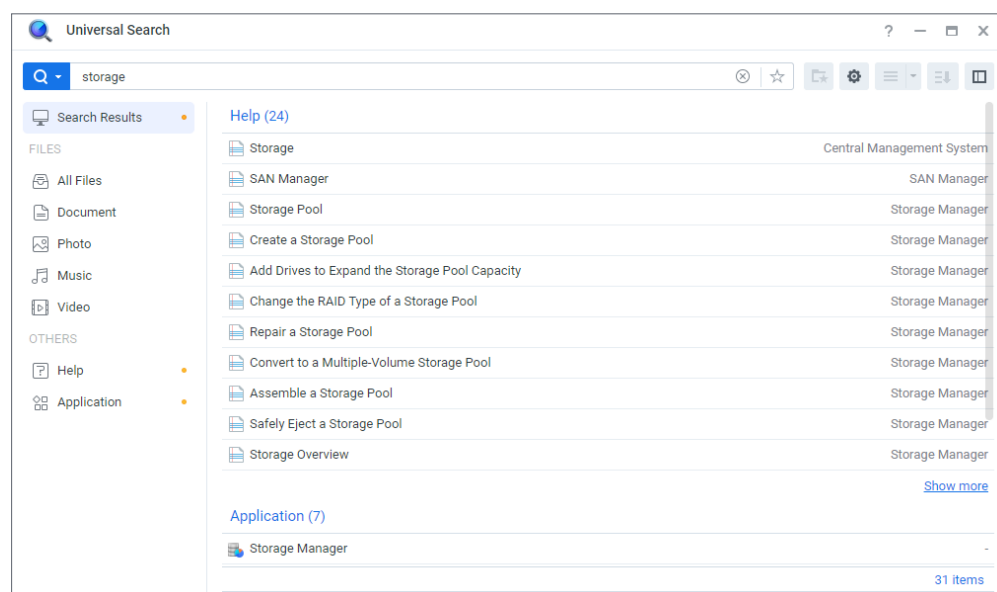 Universal Search
?
storage
Search Results
FILES
All Files
Document
Photo
Music
Video
OTHERS
Help
Application
Help (24)
Storage Central Management System
SAN Manager SAN Manager
Storage Pool Storage Manager
Create a Storage Pool Storage Manager
Add Drives to Expand the Storage Pool Capacity Storage Manager
Change the RAID Type of a Storage Pool Storage Manager
Repair a Storage Pool Storage Manager
Convert to a Multiple-Volume Storage Pool Storage Manager
Assemble a Storage Pool Storage Manager
Safely Eject a Storage Pool Storage Manager
Storage Overview Storage Manager
Show more
Application (7)
Storage Manager -
31 items